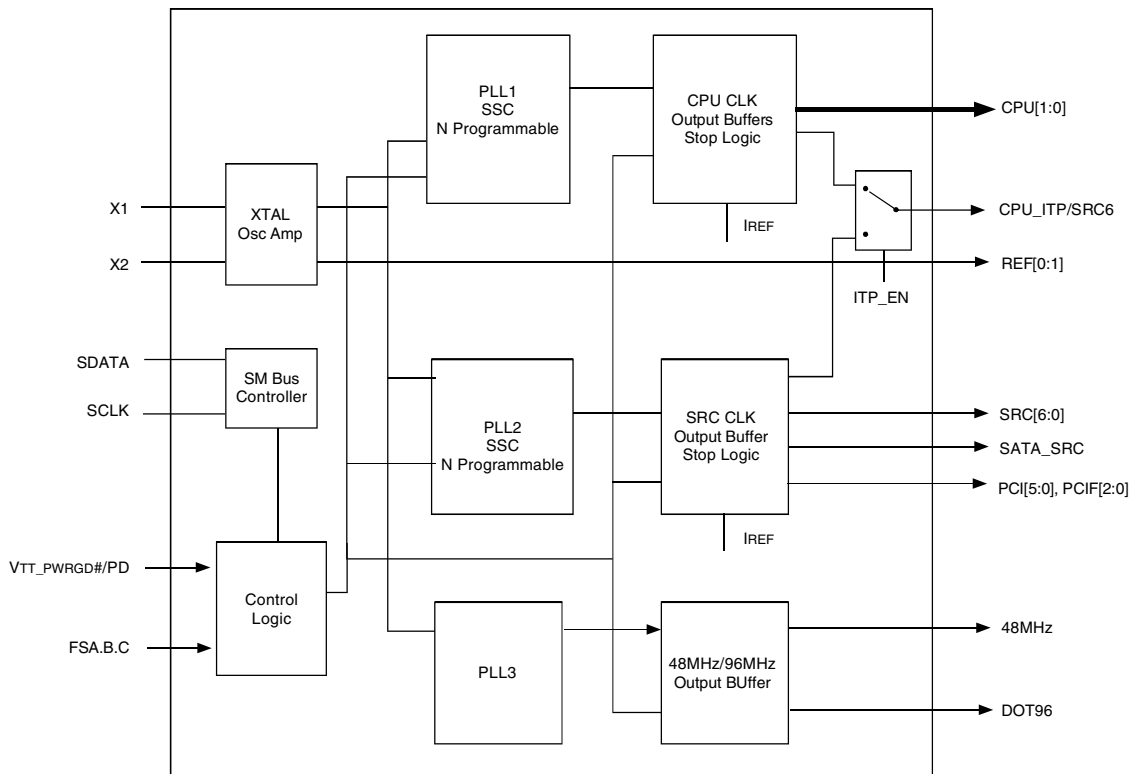 PLL1
SSC
N Programmable
CPU CLK
Output Buffers
Stop Logic
CPU[1:0]
X1
XTAL
Osc Amp
X2
IREF
CPU_ITP/SRC6
REF[0:1]
ITP_EN
SDATA
SM Bus
Controller
SCLK
PLL2
SSC
N Programmable
SRC CLK
Output Buffer
Stop Logic
SRC[6:0]
SATA_SRC
PCI[5:0], PCIF[2:0]
IREF
VTT_PWRGD#/PD
Control
Logic
FSA.B.C
PLL3
48MHz/96MHz
Output BUffer
48MHz
DOT96